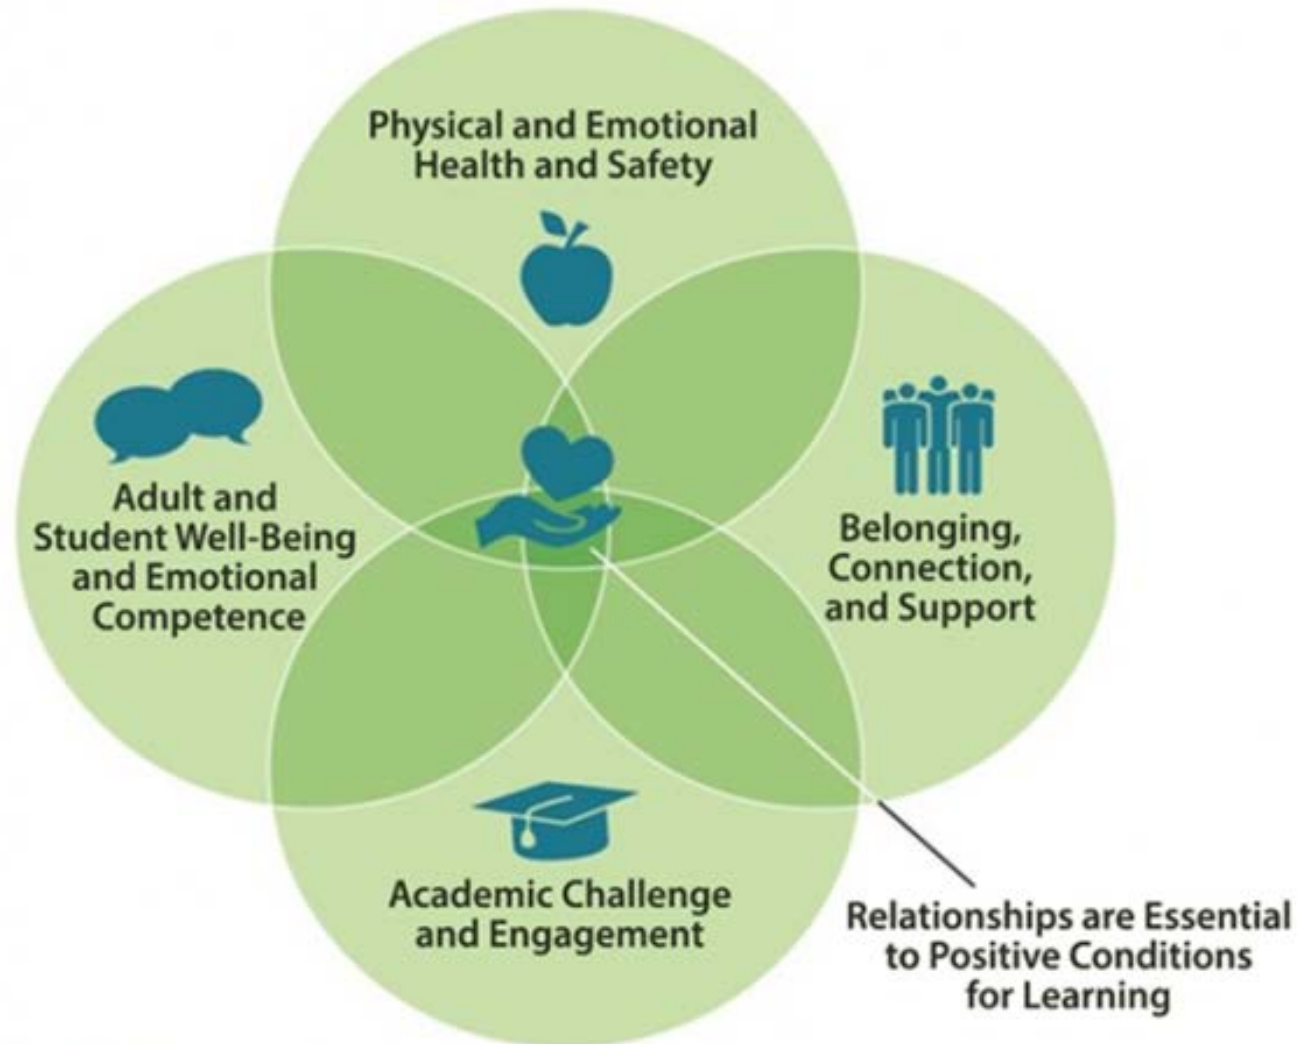 Physical and Emotional
Health and Safety
Adult and
Student Well-Being
and Emotional
Competence
Belonging,
Connection,
and Support
Academic Challenge
and Engagement
Relationships are Essential
to Positive Conditions
for Learning